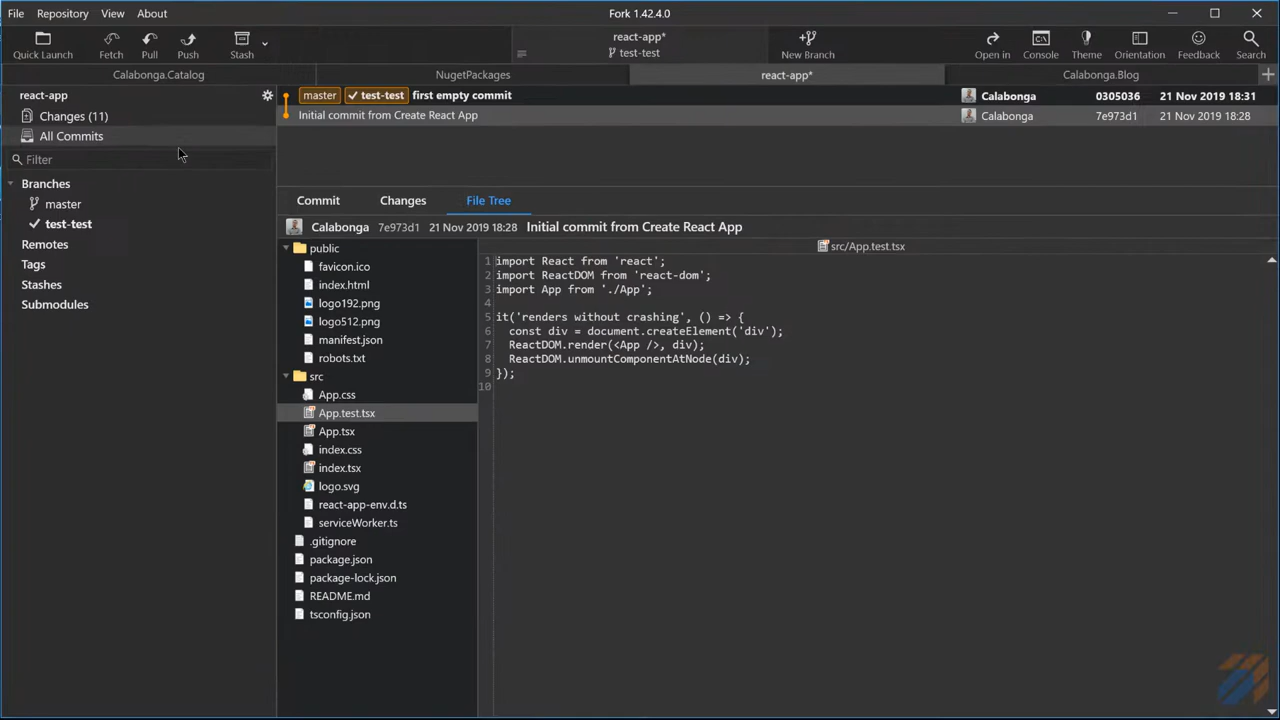 File Repository View About
Fork 1.42.4.0
Quick Launch
Fetch
Pull
Push
Stash
react-app*
test-test
New Branch
Open in
Console
Theme
Orientation
Feedback
Search
Calabonga.Catalog
NugetPackages
react-app*
Calabonga.Blog
react-app
Changes (11)
All Commits
Filter
Branches
master
test-test
Remotes
Tags
Stashes
Submodules
master test-test first empty commit Calabonga 0305036 21 Nov 2019 18:31
Initial commit from Create React App Calabonga 7e973d1 21 Nov 2019 18:28
Commit Changes File Tree
Calabonga 7e973d1 21 Nov 2019 18:28 Initial commit from Create React App
public
favicon.ico
index.html
logo192.png
logo512.png
manifest.json
robots.txt
src
App.css
App.test.tsx
App.tsx
index.css
index.tsx
logo.svg
react-app-env.d.ts
serviceWorker.ts
.gitignore
package.json
package-lock.json
README.md
tsconfig.json
src/App.test.tsx
1 import React from 'react';
2 import ReactDOM from 'react-dom';
3 import App from './App';
4
5 it('renders without crashing', () => {
6 const div = document.createElement('div');
7 ReactDOM.render(<App />, div);
8 ReactDOM.unmountComponentAtNode(div);
9 });
10